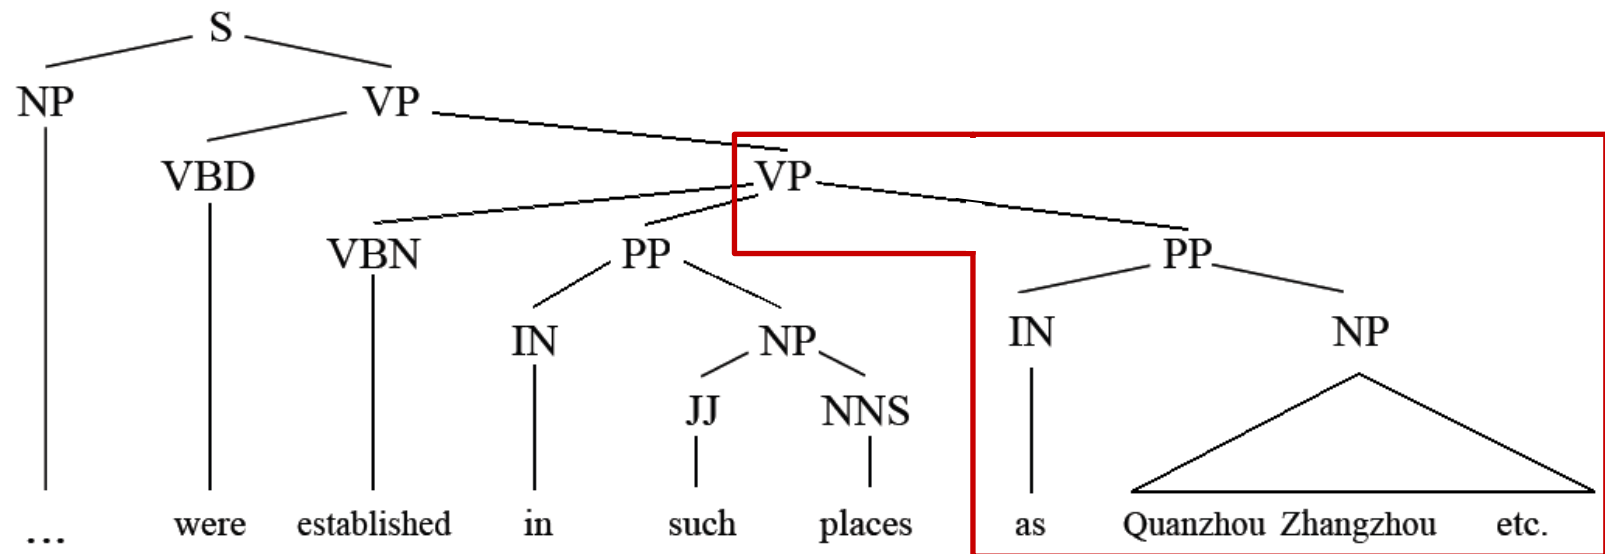 S
NP VP
VBD VP
VBN PP PP
IN NP IN NP
JJ NNS
... were established in such places as Quanzhou Zhangzhou etc.